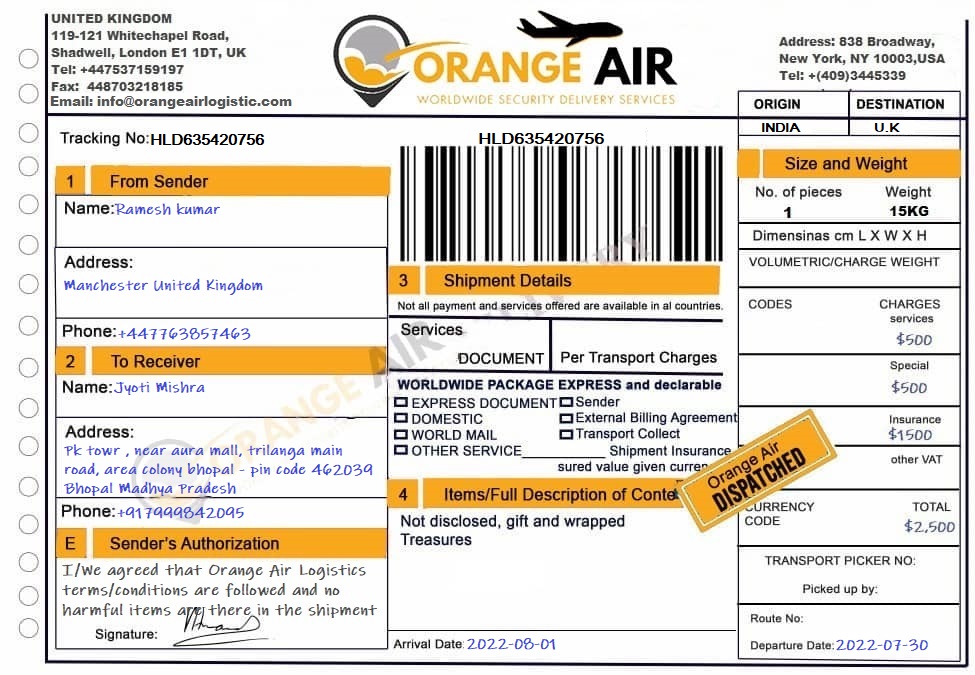 UNITED KINGDOM
119-121 Whitechapel Road,
Shadwell, London E1 1DT, UK
Tel: +447537159197
Fax: 448703218185
Email: info@orangeairlogistic.com
ORANGE AIR
WORLDWIDE SECURITY DELIVERY SERVICES
Address: 838 Broadway,
New York, NY 10003,USA
Tel: +(409)3445339
ORIGIN DESTINATION
INDIA U.K
Tracking No:HLD635420756
HLD635420756
1 From Sender
Name:Ramesh kumar
Address:
Manchester United Kingdom
Phone:+447763857463
2 To Receiver
Name:Jyoti Mishra
Address:
Pk towr , near aura mall, trilanga main
road, area colony bhopal - pin code 462039
Bhopal Madhya Pradesh
Phone:+917999842095
E Sender's Authorization
I/We agreed that Orange Air Logistics
terms/conditions are followed and no
harmful items are there in the shipment
Signature:
3 Shipment Details
Not all payment and services offered are available in al countries.
Services
DOCUMENT
Per Transport Charges
WORLDWIDE PACKAGE EXPRESS and declarable
EXPRESS DOCUMENT Sender
DOMESTIC External Billing Agreement
WORLD MAIL Transport Collect
OTHER SERVICE__________ Shipment Insurance
sured value given curren
4 Items/Full Description of Conte
Not disclosed, gift and wrapped
Treasures
Arrival Date:2022-08-01
Size and Weight
No. of pieces Weight
1 15KG
Dimensinas cm L X W X H
VOLUMETRIC/CHARGE WEIGHT
CODES CHARGES
services
$500
Special
$500
Insurance
$1500
other VAT
Orange Air
DISPATCHED
CURRENCY TOTAL
CODE $2,500
TRANSPORT PICKER NO:
Picked up by:
Route No:
Departure Date:2022-07-30
ORANGE AIR